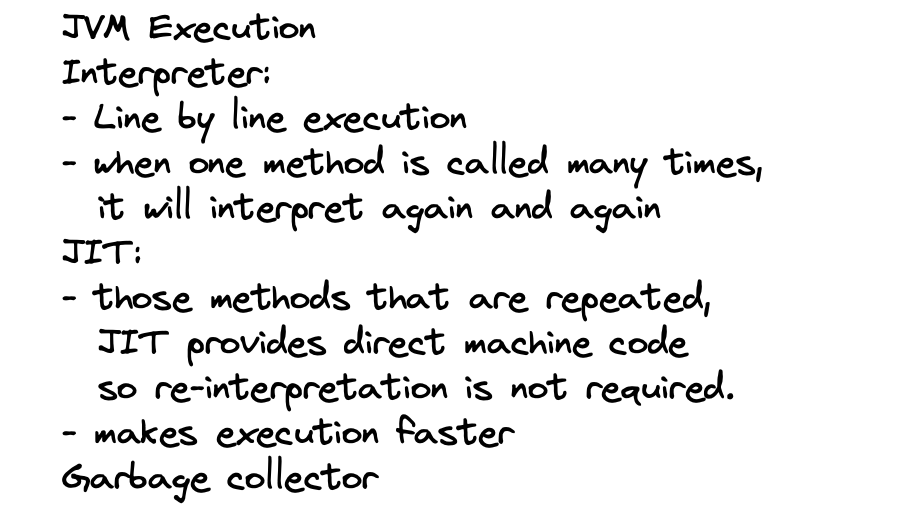 JVM Execution
Interpreter:
- Line by line execution
- when one method is called many times,
it will interpret again and again
JIT:
- those methods that are repeated,
JIT provides direct machine code
so re-interpretation is not required.
- makes execution faster
Garbage collector